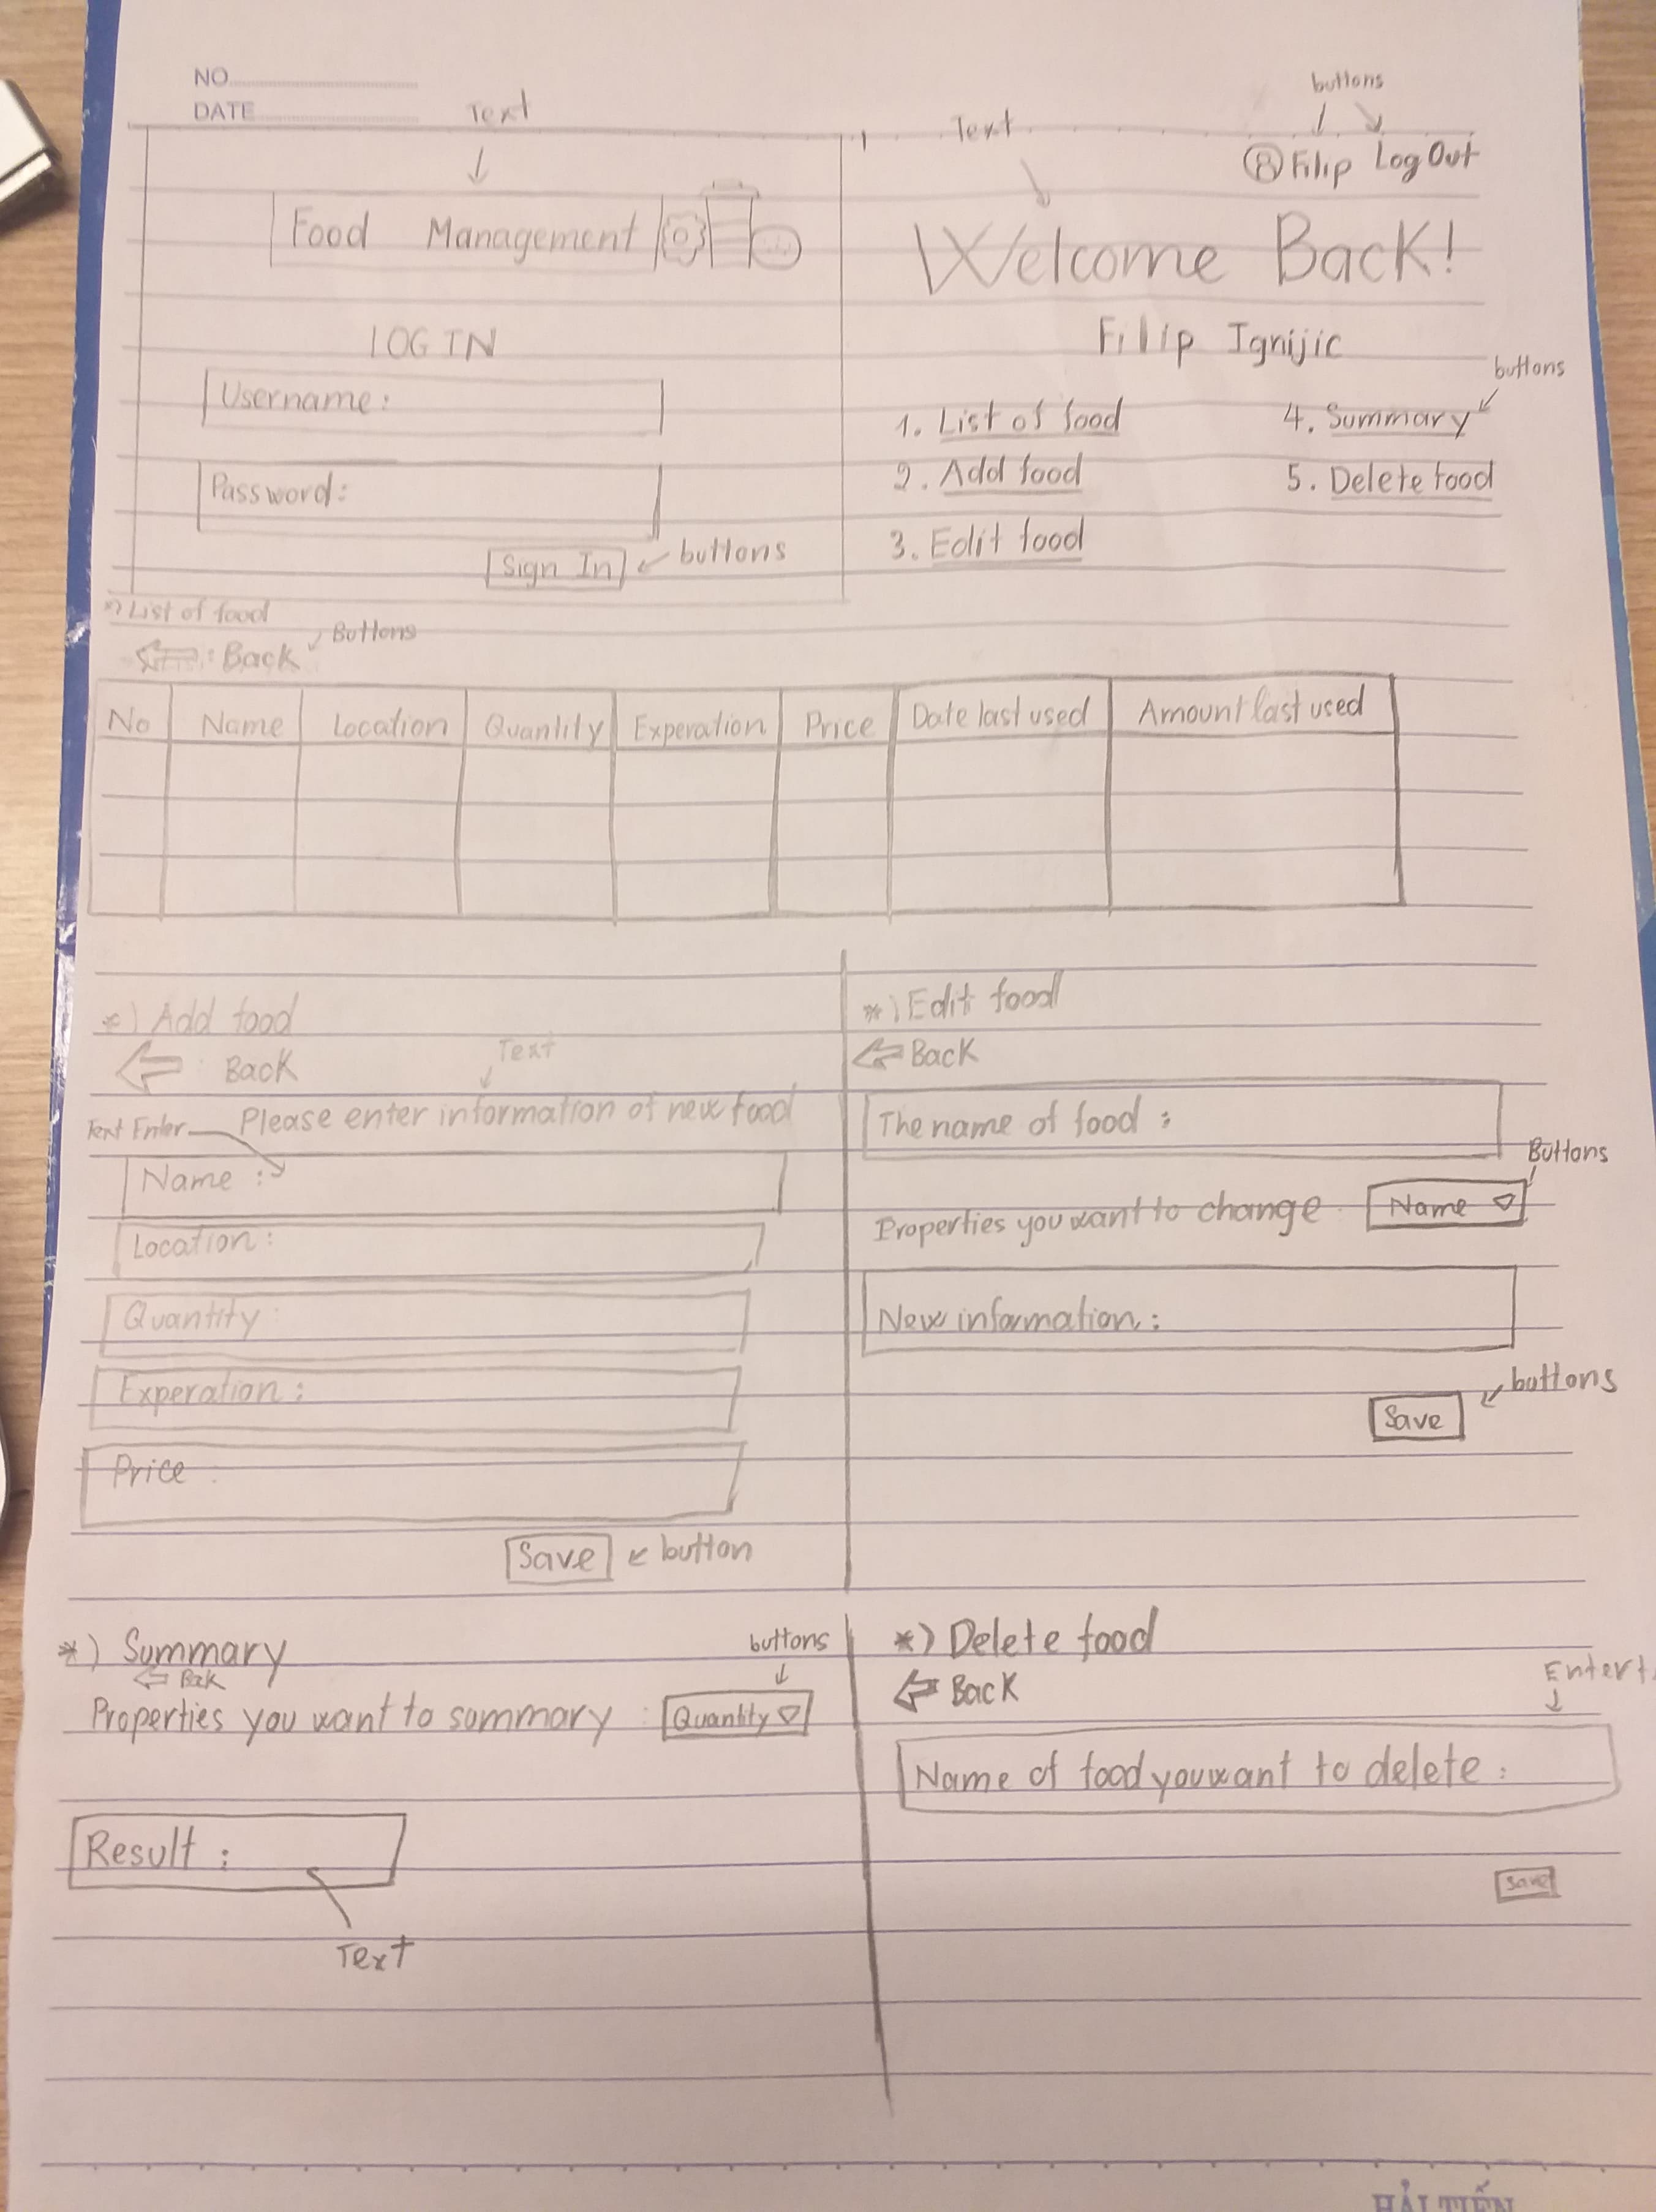 NO
DATE
Text
Food Management
LOG IN
Username:
Password:
Sign In
buttons
Text
buttons
Filip Log Out
Welcome Back!
Filip Ignijic
buttons
1. List of food
2. Add food
3. Edit food
4. Summary
5. Delete food
*) List of food
: Back
Buttons
No Name Location Quantity Experation Price Date last used Amount last used
*) Add food
Back
Text
Please enter information of new food
Text Enter
Name :
Location:
Quantity:
Experation:
Price :
Save
button
*) Edit food
Back
The name of food :
Buttons
Properties you want to change Name
New information:
buttons
Save
*) Summary
Back
buttons
Properties you want to summary : Quantity
Result :
Text
*) Delete food
Back
Name of food you want to delete :
Save
HẢI TIẾN